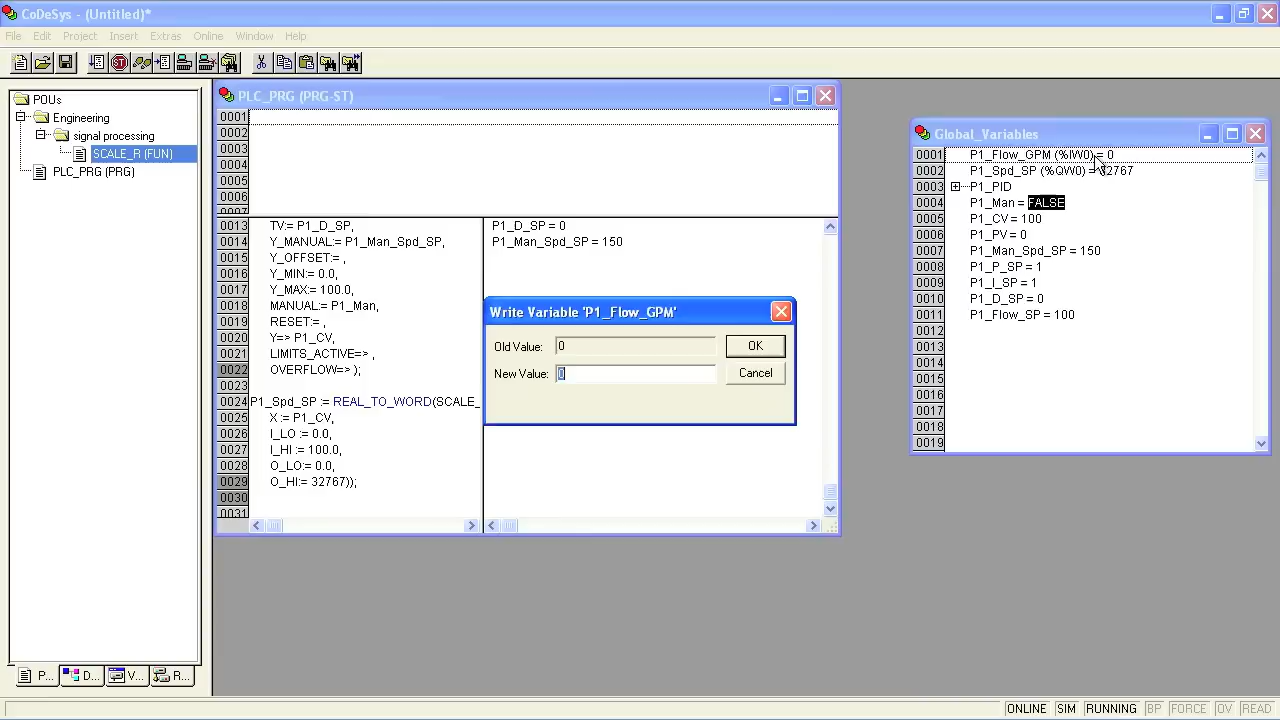 CoDeSys - (Untitled)*
File Edit Project Insert Extras Online Window Help
POUs
Engineering
signal processing
SCALE_R (FUN)
PLC_PRG (PRG)
P...
D...
V...
R...
PLC_PRG (PRG-ST)
0001
0002
0003
0004
0005
0006
0007
0013 TV:= P1_D_SP, P1_D_SP = 0
0014 Y_MANUAL:= P1_Man_Spd_SP, P1_Man_Spd_SP = 150
0015 Y_OFFSET:= ,
0016 Y_MIN:= 0.0,
0017 Y_MAX:= 100.0,
0018 MANUAL:= P1_Man,
0019 RESET:= ,
0020 Y=> P1_CV,
0021 LIMITS_ACTIVE=> ,
0022 OVERFLOW=> );
0023
0024 P1_Spd_SP := REAL_TO_WORD(SCALE_
0025 X := P1_CV,
0026 I_LO := 0.0,
0027 I_HI := 100.0,
0028 O_LO:= 0.0,
0029 O_HI:= 32767));
0030
0031
Write Variable 'P1_Flow_GPM'
Old Value: 0 OK
New Value: 0 Cancel
Global_Variables
0001 P1_Flow_GPM (%IW0) = 0
0002 P1_Spd_SP (%QW0) = 32767
0003 P1_PID
0004 P1_Man = FALSE
0005 P1_CV = 100
0006 P1_PV = 0
0007 P1_Man_Spd_SP = 150
0008 P1_P_SP = 1
0009 P1_I_SP = 1
0010 P1_D_SP = 0
0011 P1_Flow_SP = 100
0012
0013
0014
0015
0016
0017
0018
0019
ONLINE SIM RUNNING BP FORCE OV READ